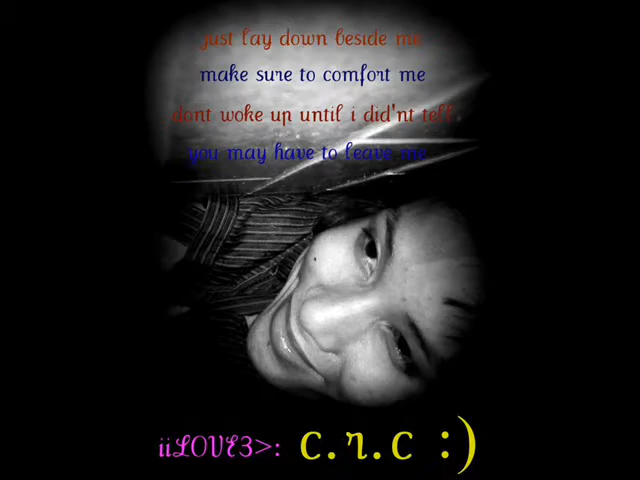 just lay down beside me
make sure to comfort me
dont woke up until i did'nt tell
you may have to leave me
iiLOVE3>: c.r.c :)